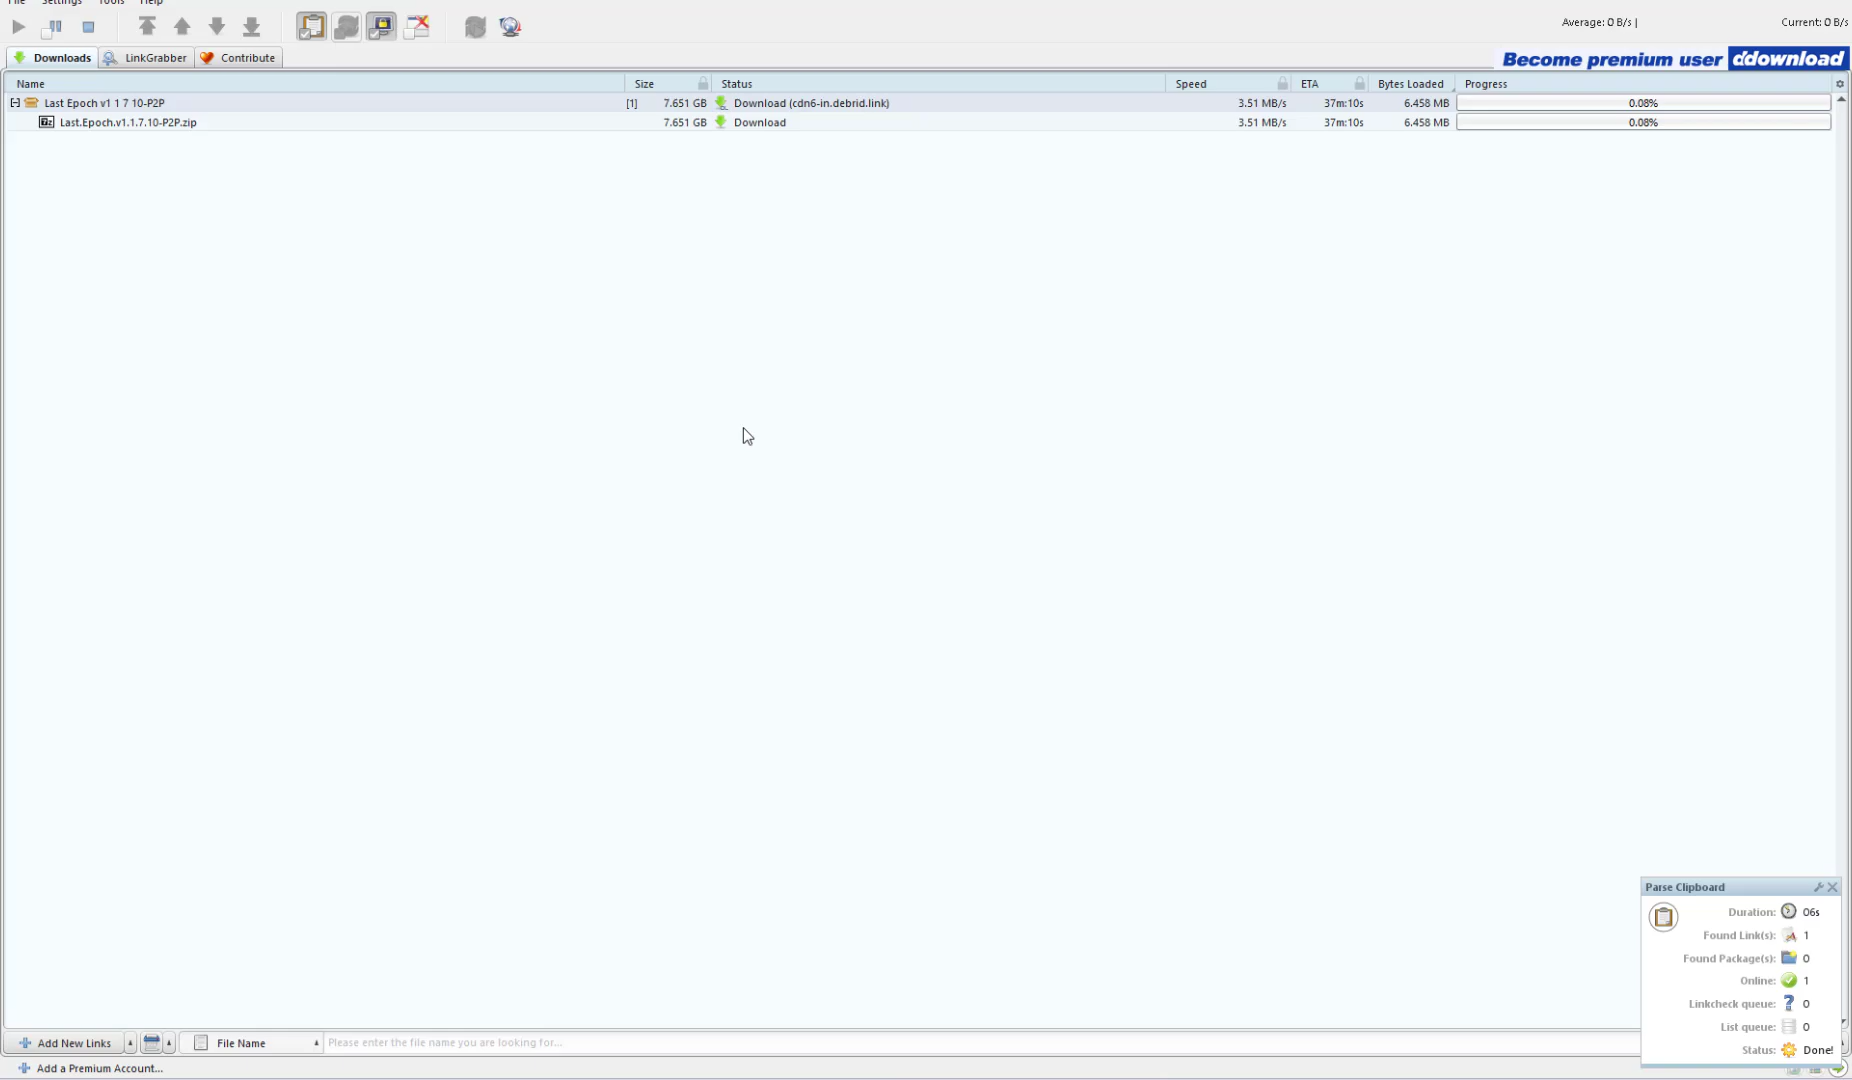 File Settings Tools Help
Average: 0 B/s | Current: 0 B/s
Downloads LinkGrabber Contribute
Become premium user ddownload
Name Size Status Speed ETA Bytes Loaded Progress
Last Epoch v1 1 7 10-P2P [1] 7.651 GB Download (cdn6-in.debrid.link) 3.51 MB/s 37m:10s 6.458 MB 0.08%
Last.Epoch.v1.1.7.10-P2P.zip 7.651 GB Download 3.51 MB/s 37m:10s 6.458 MB 0.08%
Parse Clipboard
Duration: 06s
Found Link(s): 1
Found Package(s): 0
Online: 1
Linkcheck queue: 0
List queue: 0
Status: Done!
Add New Links File Name Please enter the file name you are looking for...
Add a Premium Account...